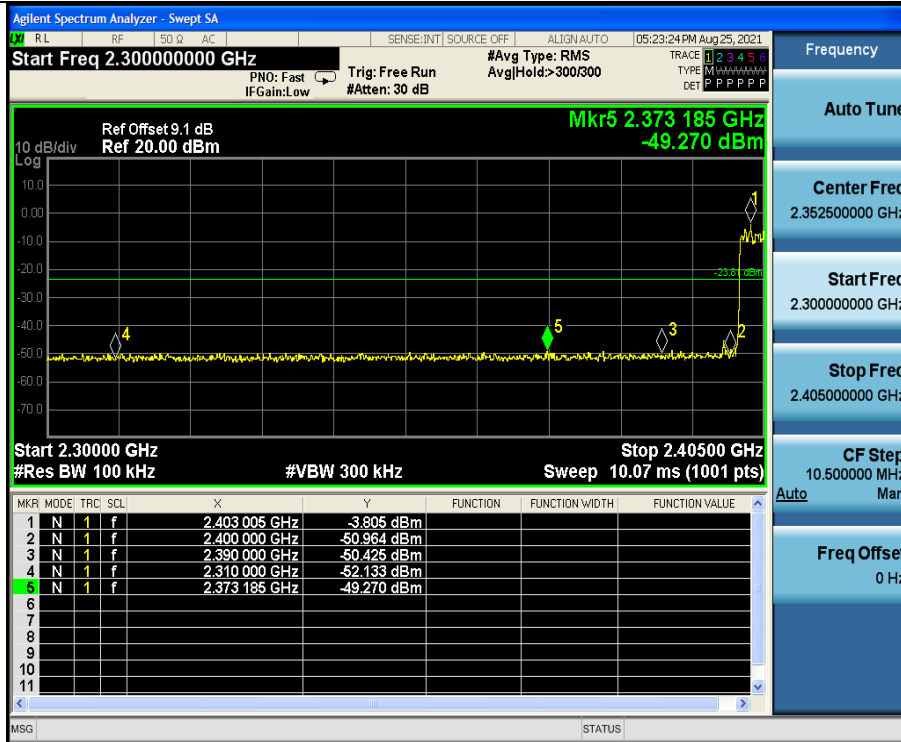 Agilent Spectrum Analyzer - Swept SA
LXI RL RF 50 Ω AC SENSE:INT SOURCE OFF ALIGN AUTO 05:23:24 PM Aug 25, 2021
Start Freq 2.300000000 GHz
PNO: Fast
IFGain:Low
Trig: Free Run
#Atten: 30 dB
#Avg Type: RMS
Avg|Hold:>300/300
TRACE 1 2 3 4 5 6
TYPE M
DET P P P P P P
Mkr5 2.373 185 GHz
-49.270 dBm
Ref Offset 9.1 dB
10 dB/div Ref 20.00 dBm
Log
10.0
0.00
-10.0
-20.0
-30.0
-40.0
-50.0
-60.0
-70.0
-23.81 dBm
1
2
3
4
5
Start 2.30000 GHz Stop 2.40500 GHz
#Res BW 100 kHz #VBW 300 kHz Sweep 10.07 ms (1001 pts)
MKR MODE TRC SCL X Y FUNCTION FUNCTION WIDTH FUNCTION VALUE
1 N 1 f 2.403 005 GHz -3.805 dBm
2 N 1 f 2.400 000 GHz -50.964 dBm
3 N 1 f 2.390 000 GHz -50.425 dBm
4 N 1 f 2.310 000 GHz -52.133 dBm
5 N 1 f 2.373 185 GHz -49.270 dBm
6
7
8
9
10
11
MSG STATUS
Frequency
Auto Tune
Center Freq
2.352500000 GHz
Start Freq
2.300000000 GHz
Stop Freq
2.405000000 GHz
CF Step
10.500000 MHz
Auto Man
Freq Offset
0 Hz